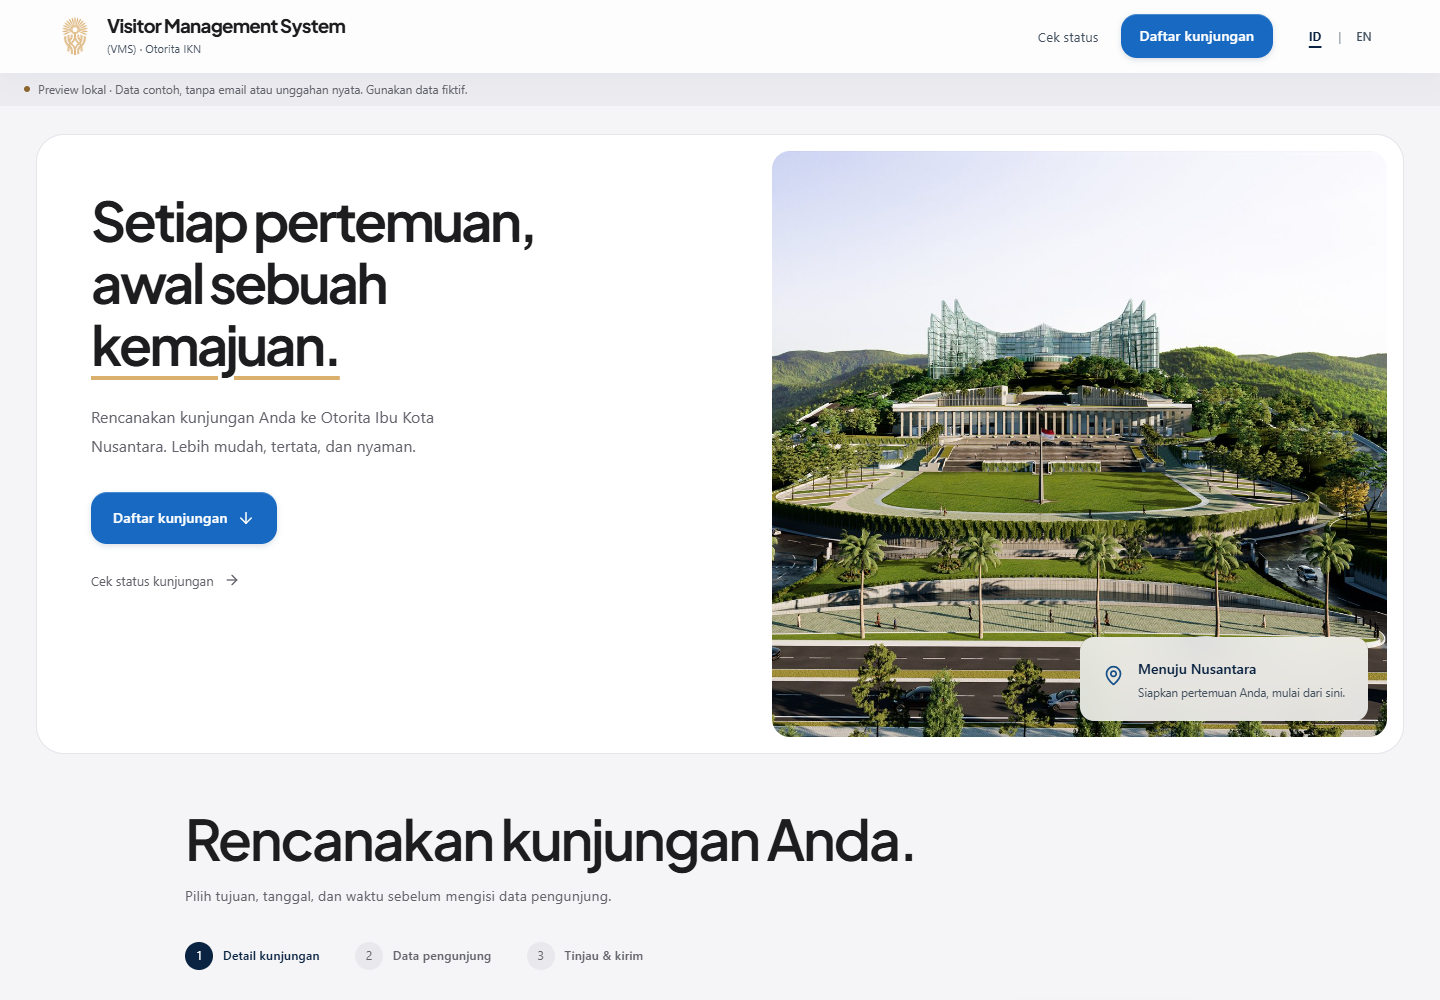 Visitor Management System
(VMS) · Otorita IKN
Cek status
Daftar kunjungan
ID | EN
Preview lokal · Data contoh, tanpa email atau unggahan nyata. Gunakan data fiktif.
Setiap pertemuan,
awal sebuah
kemajuan.
Rencanakan kunjungan Anda ke Otorita Ibu Kota
Nusantara. Lebih mudah, tertata, dan nyaman.
Daftar kunjungan
Cek status kunjungan
Menuju Nusantara
Siapkan pertemuan Anda, mulai dari sini.
Rencanakan kunjungan Anda.
Pilih tujuan, tanggal, dan waktu sebelum mengisi data pengunjung.
1 Detail kunjungan 2 Data pengunjung 3 Tinjau & kirim